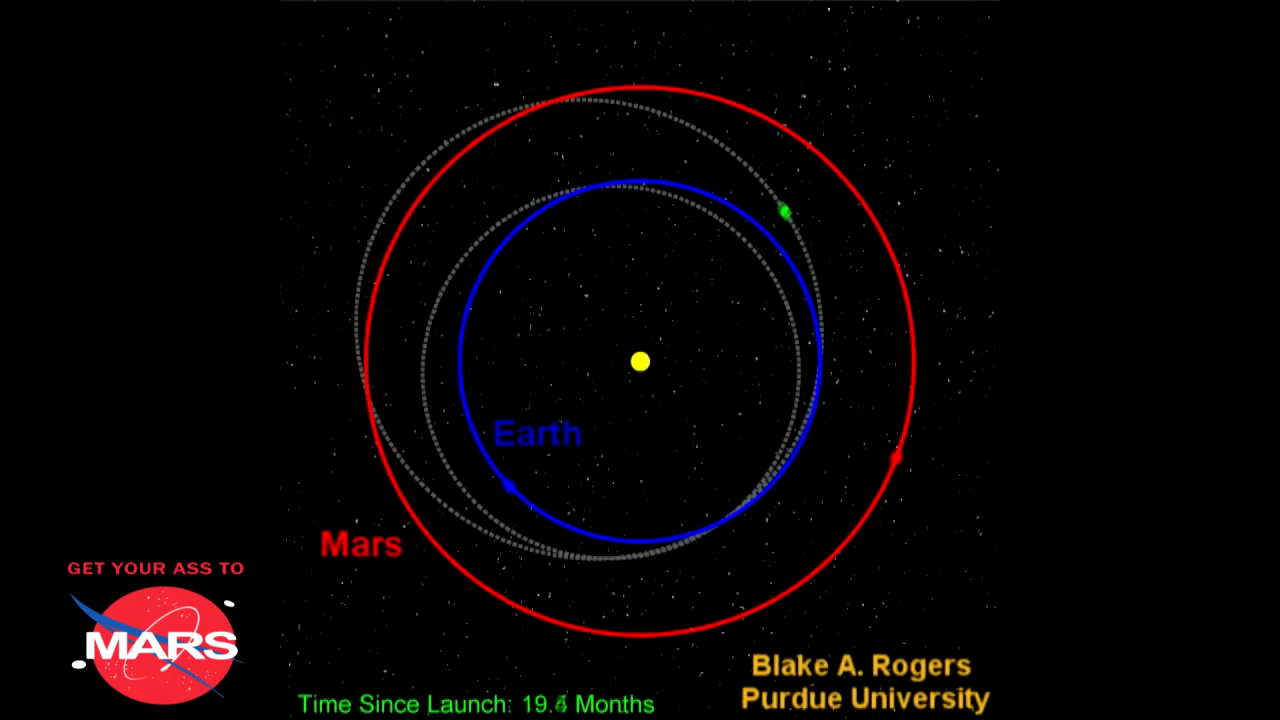 Earth
Mars
GET YOUR ASS TO
MARS
Blake A. Rogers
Purdue University
Time Since Launch: 19.4 Months